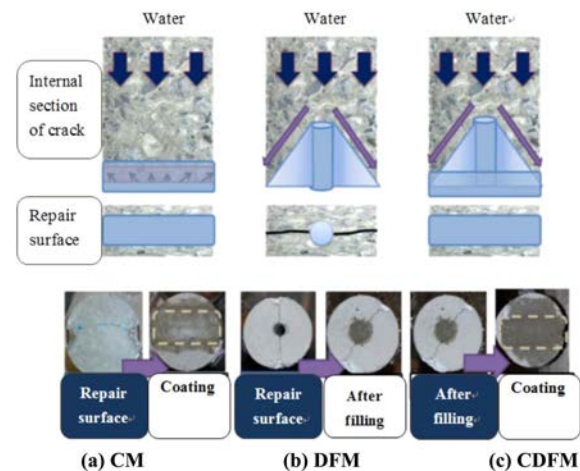 Water
Water
Water
Internal
section
of crack
Repair
surface
Repair
surface
Coating
Repair
surface
After
filling
After
filling
Coating
(a) CM
(b) DFM
(c) CDFM